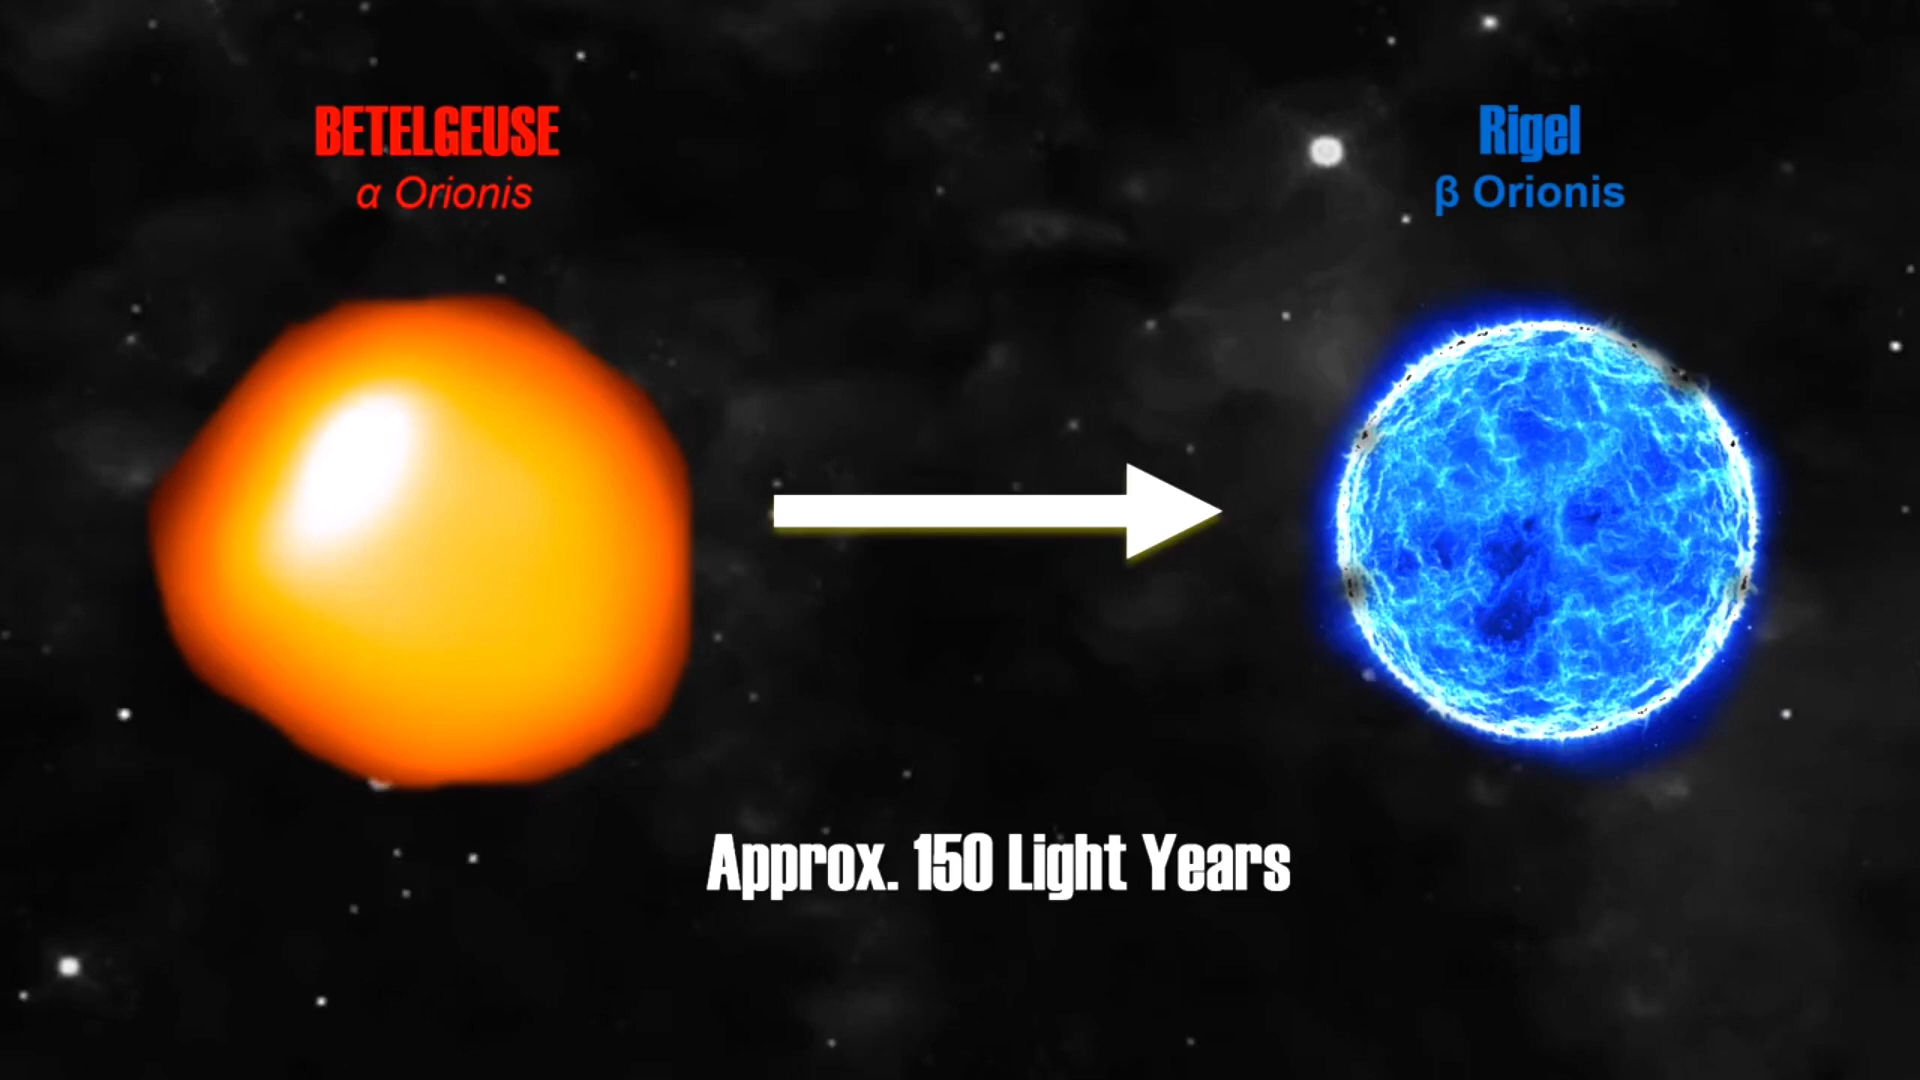 BETELGEUSE
α Orionis
Rigel
β Orionis
Approx. 150 Light Years